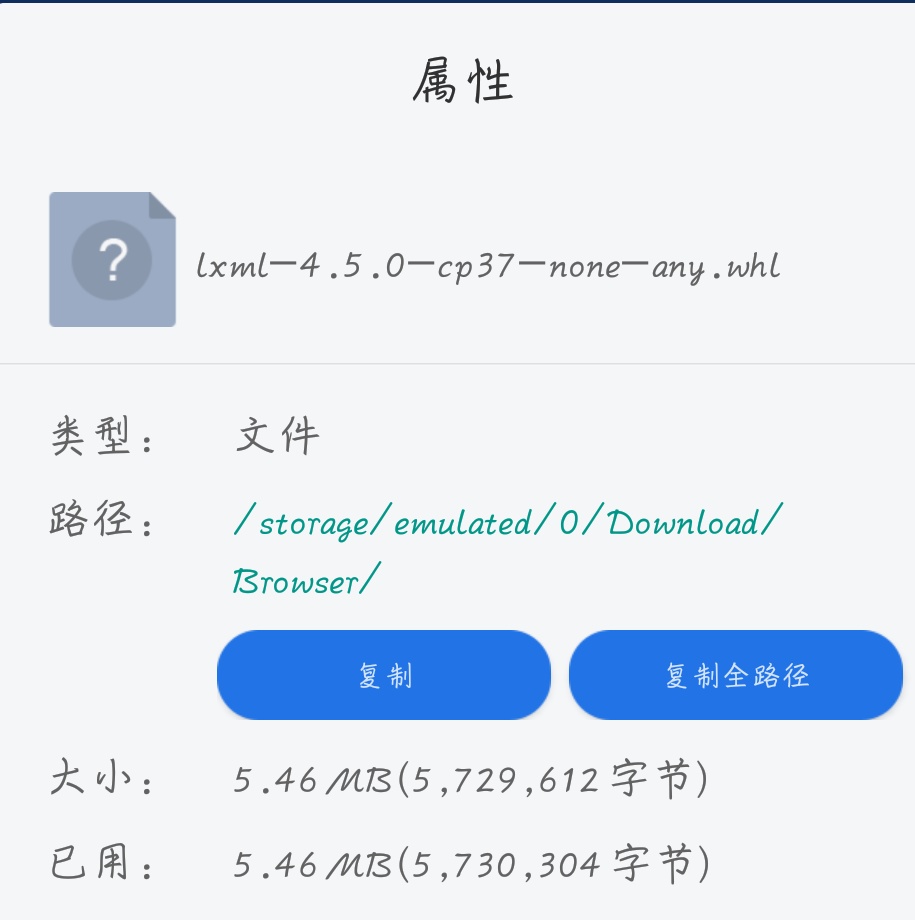 属性
?
lxml-4.5.0-cp37-none-any.whl
类型： 文件
路径： /storage/emulated/0/Download/
Browser/
复制 复制全路径
大小： 5.46 MB(5,729,612 字节)
已用： 5.46 MB(5,730,304 字节)